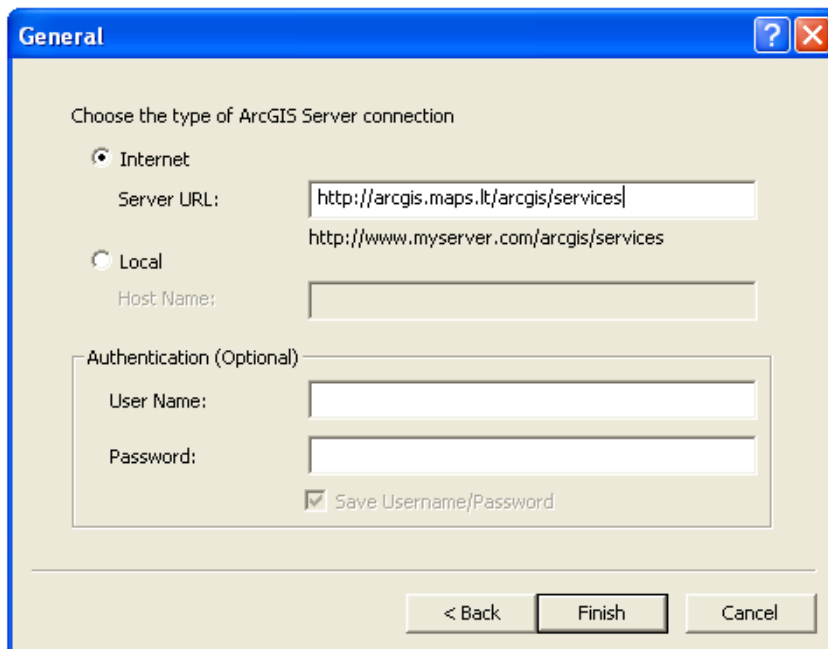 General
Choose the type of ArcGIS Server connection
Internet
Server URL: http://arcgis.maps.lt/arcgis/services
http://www.myserver.com/arcgis/services
Local
Host Name:
Authentication (Optional)
User Name:
Password:
Save Username/Password
< Back Finish Cancel